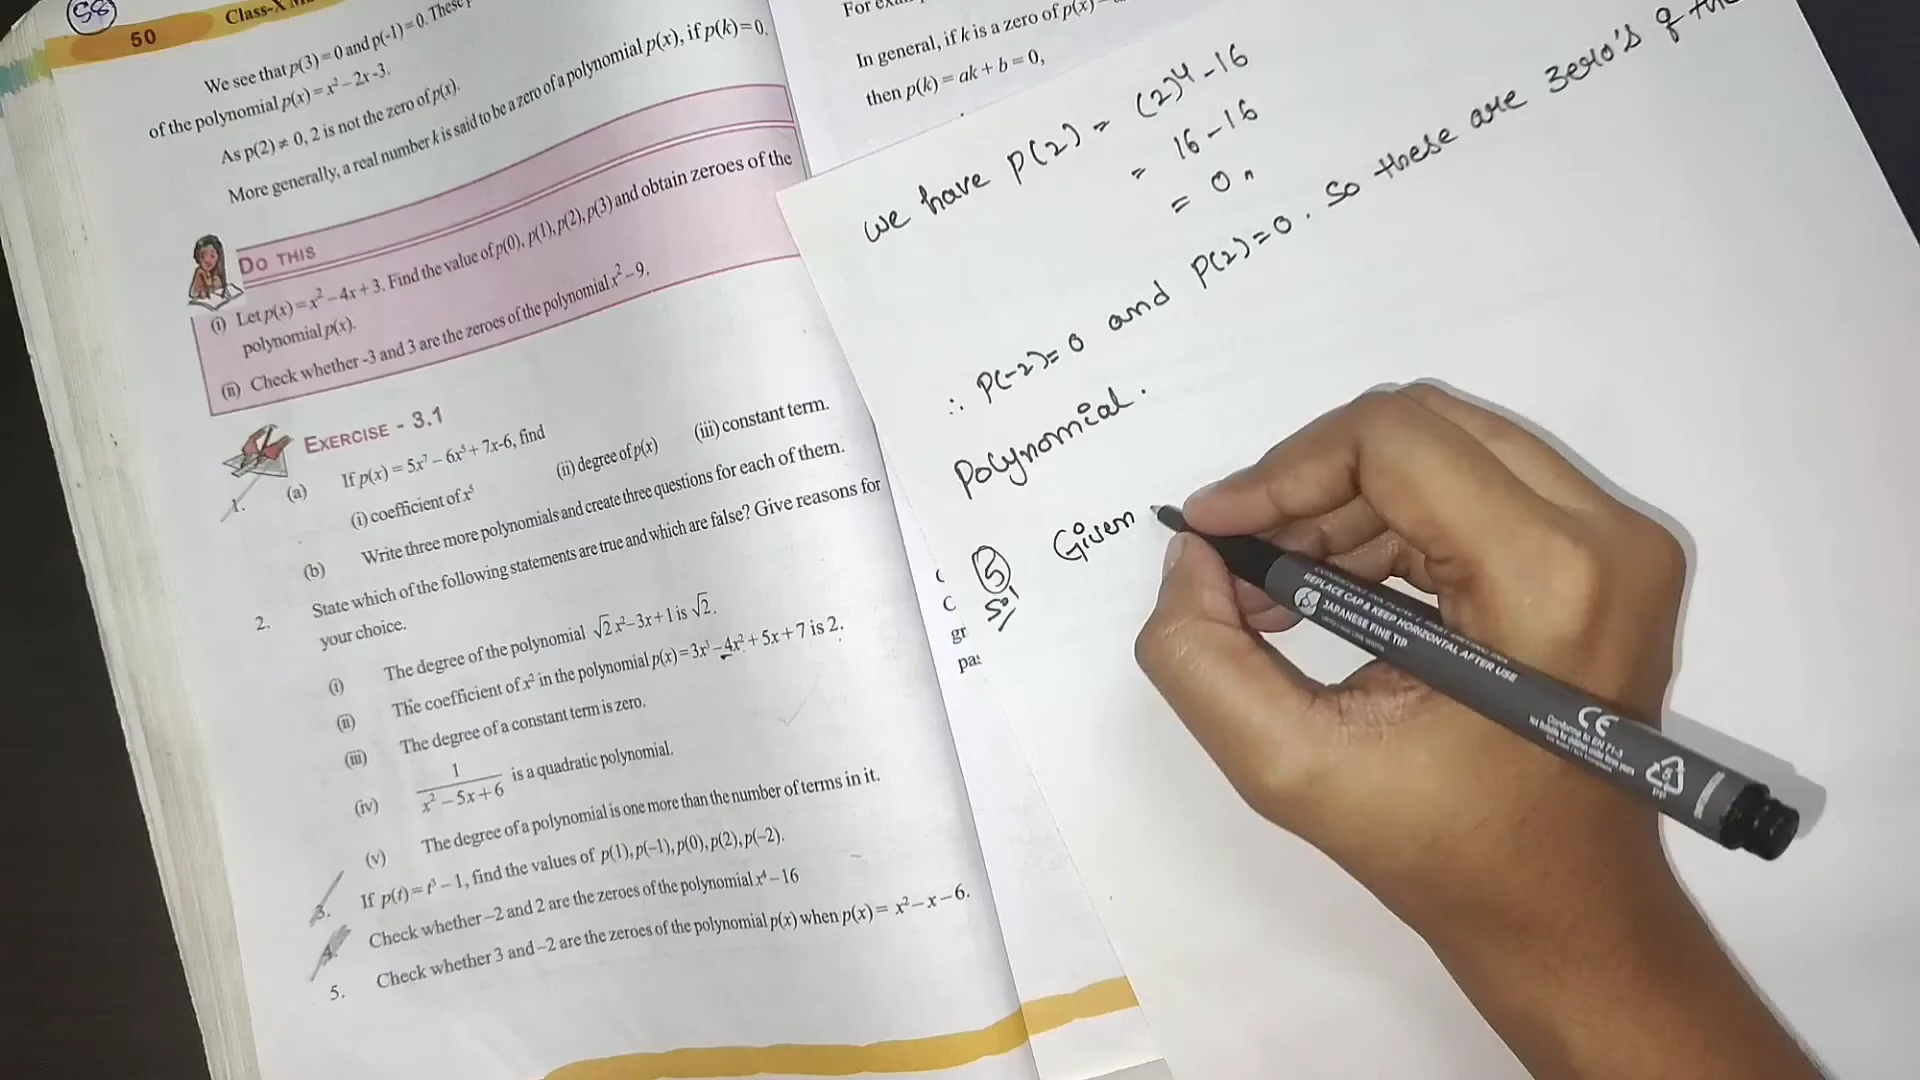 58
50
Class-X
We see that p(3) = 0 and p(-1) = 0. These
of the polynomial p(x) = x² – 2x -3.
As p(2) ≠ 0, 2 is not the zero of p(x).
More generally, a real number k is said to be a zero of a polynomial p(x), if p(k) = 0.
DO THIS
(i) Let p(x) = x² – 4x + 3. Find the value of p(0), p(1), p(2), p(3) and obtain zeroes of the
polynomial p(x).
(ii) Check whether -3 and 3 are the zeroes of the polynomial x² – 9.
EXERCISE - 3.1
1. (a) If p(x) = 5x⁷ – 6x⁵ + 7x-6, find
(i) coefficient of x⁵ (ii) degree of p(x) (iii) constant term.
(b) Write three more polynomials and create three questions for each of them.
2. State which of the following statements are true and which are false? Give reasons for
your choice.
(i) The degree of the polynomial √2 x² – 3x + 1 is √2.
(ii) The coefficient of x² in the polynomial p(x) = 3x³ – 4x² + 5x + 7 is 2.
(iii) The degree of a constant term is zero.
(iv) 1/(x² – 5x + 6) is a quadratic polynomial.
(v) The degree of a polynomial is one more than the number of terms in it.
3. If p(t) = t³ – 1, find the values of p(1), p(–1), p(0), p(2), p(–2).
4. Check whether –2 and 2 are the zeroes of the polynomial x⁴ – 16
5. Check whether 3 and –2 are the zeroes of the polynomial p(x) when p(x) = x² – x – 6.
In general, if k is a zero of p(x)
then p(k) = ak + b = 0,
gr
pas
we have P(2) = (2)⁴ - 16
= 16 - 16
= 0
∴ P(-2) = 0 and P(2) = 0. So these are zero's of the
Polynomial.
5 Given
Sol
REPLACE CAP & KEEP HORIZONTAL AFTER USE
JAPANESE FINE TIP
CE
Conforms to EN 71-3
PP